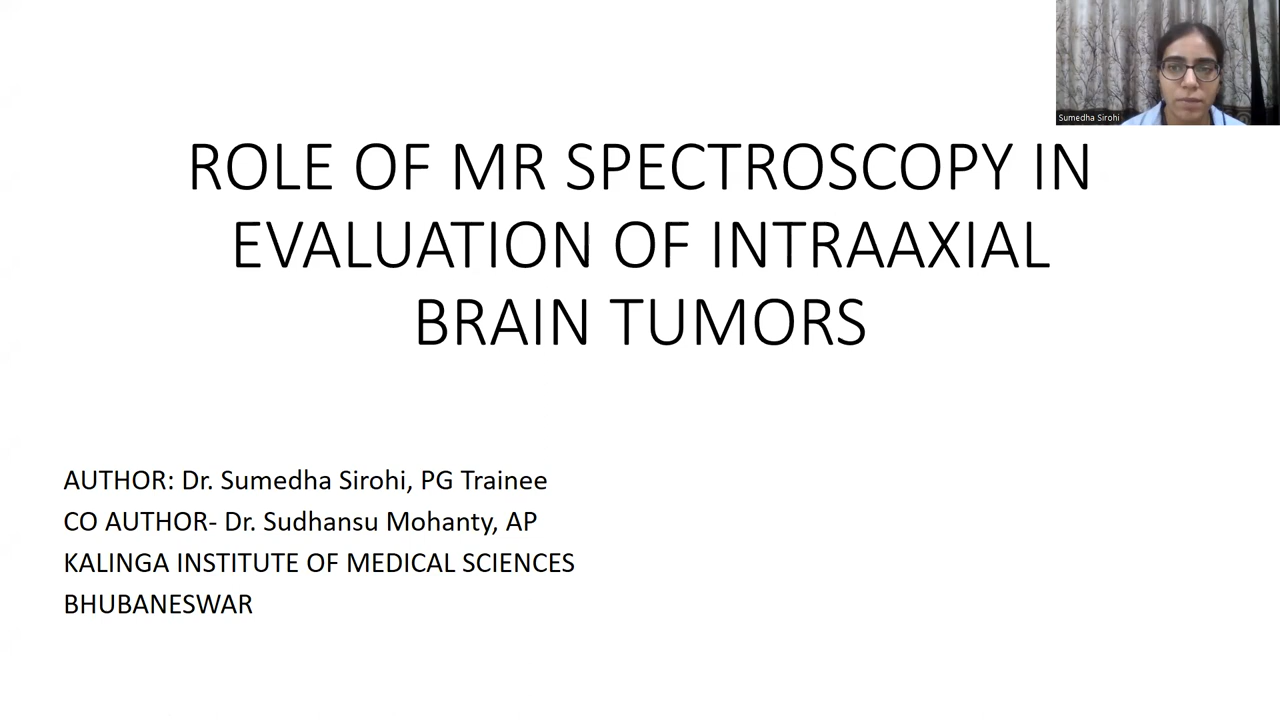 Sumedha Sirohi
ROLE OF MR SPECTROSCOPY IN
EVALUATION OF INTRAAXIAL
BRAIN TUMORS
AUTHOR: Dr. Sumedha Sirohi, PG Trainee
CO AUTHOR- Dr. Sudhansu Mohanty, AP
KALINGA INSTITUTE OF MEDICAL SCIENCES
BHUBANESWAR